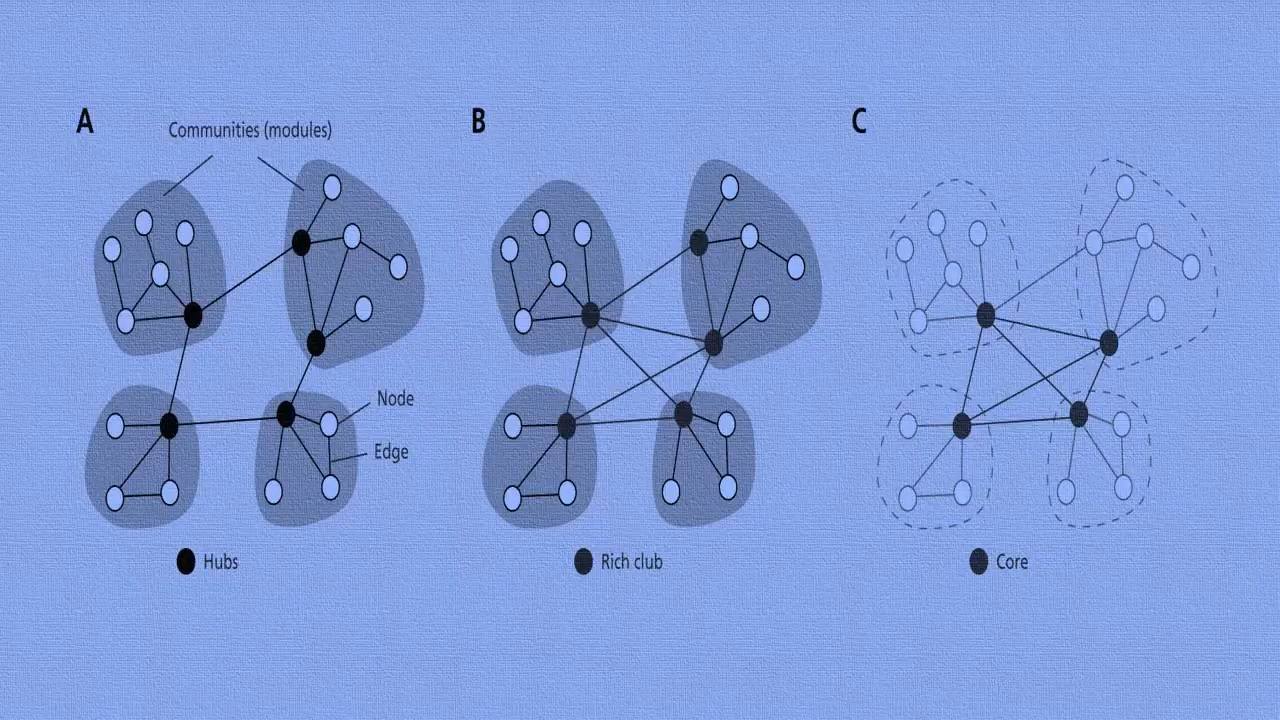 A
B
C
Communities (modules)
Node
Edge
Hubs
Rich club
Core